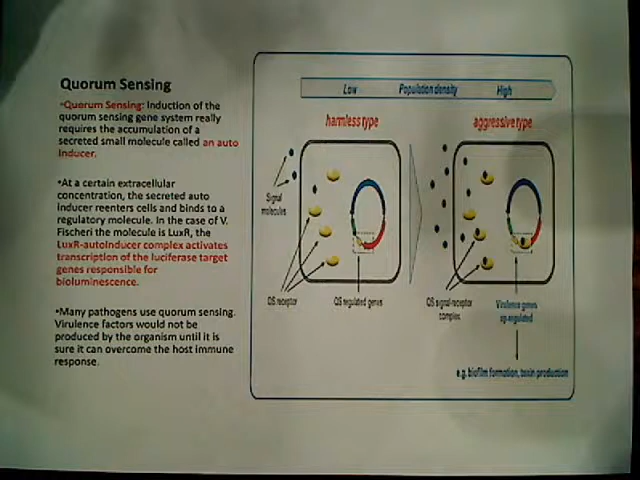 Quorum Sensing
•Quorum Sensing: Induction of the
quorum sensing gene system really
requires the accumulation of a
secreted small molecule called an auto
inducer.
•At a certain extracellular
concentration, the secreted auto
inducer reenters cells and binds to a
regulatory molecule. In the case of V.
Fischeri the molecule is LuxR, the
LuxR-autoinducer complex activates
transcription of the luciferase target
genes responsible for
bioluminescence.
•Many pathogens use quorum sensing.
Virulence factors would not be
produced by the organism until it is
sure it can overcome the host immune
response.
Low Population density High
harmless type aggressive type
Signal
molecules
QS receptor QS regulated genes
QS signal-receptor
complex
Virulence genes
up-regulated
e.g. biofilm formation, toxin production